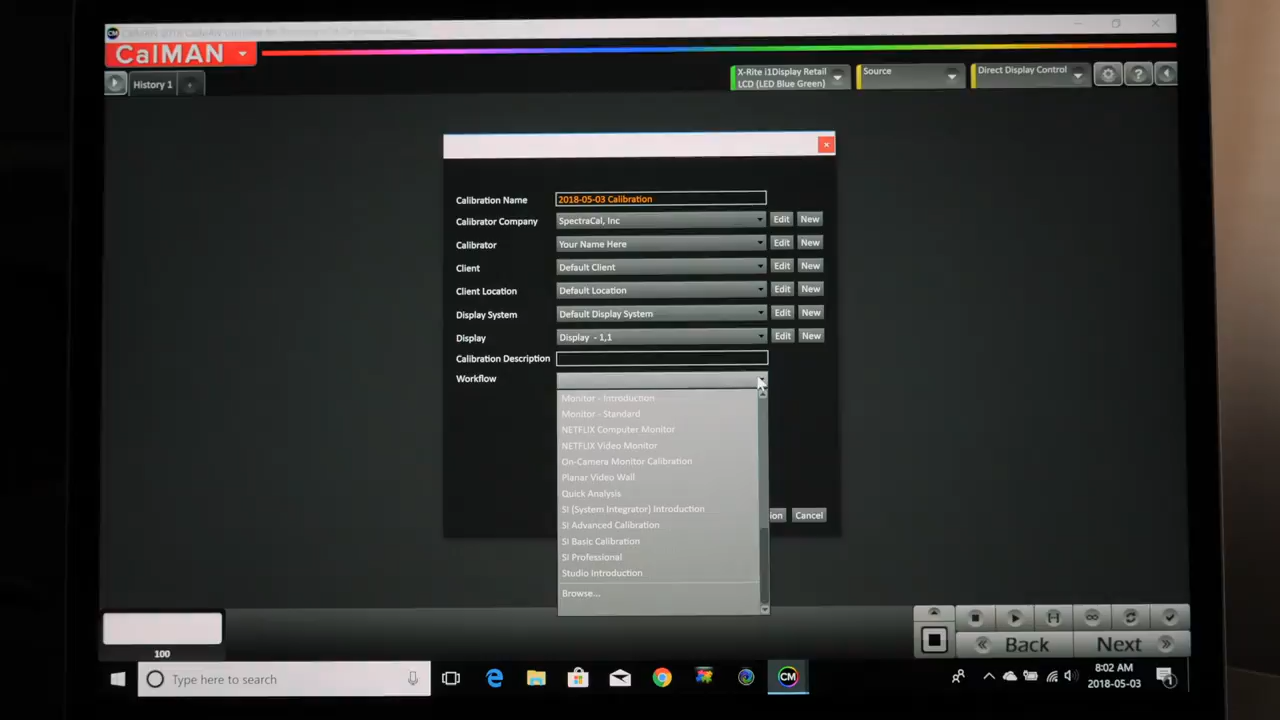 CalMAN
X-Rite i1Display Retail
LCD (LED Blue Green)
Source
Direct Display Control
?
History 1
+
Calibration Name
2018-05-03 Calibration
Calibrator Company
SpectraCal, Inc
Edit
New
Calibrator
Your Name Here
Edit
New
Client
Default Client
Edit
New
Client Location
Default Location
Edit
New
Display System
Default Display System
Edit
New
Display
Display - 1,1
Edit
New
Calibration Description
Workflow
Monitor - Introduction
Monitor - Standard
NETFLIX Computer Monitor
NETFLIX Video Monitor
On-Camera Monitor Calibration
Planar Video Wall
Quick Analysis
SI (System Integrator) Introduction
SI Advanced Calibration
SI Basic Calibration
SI Professional
Studio Introduction
Browse...
ion
Cancel
100
Back
Next
Type here to search
CM
8:02 AM
2018-05-03
1